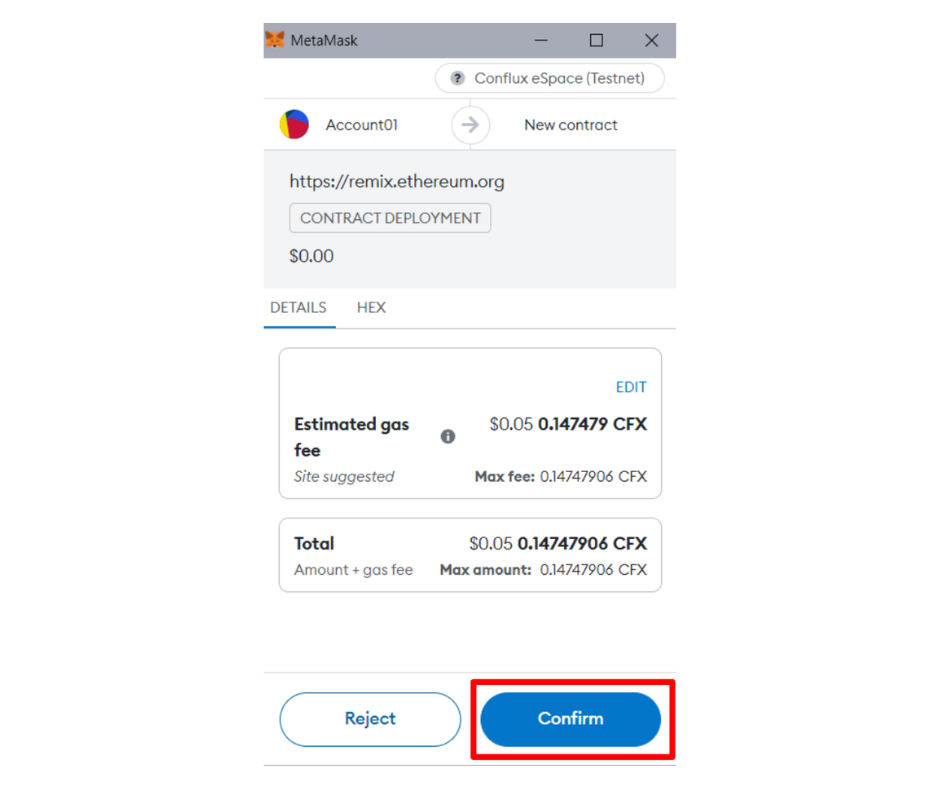 MetaMask
? Conflux eSpace (Testnet)
Account01 New contract
https://remix.ethereum.org
CONTRACT DEPLOYMENT
$0.00
DETAILS HEX
EDIT
Estimated gas $0.05 0.147479 CFX
fee
Site suggested Max fee: 0.14747906 CFX
Total $0.05 0.14747906 CFX
Amount + gas fee Max amount: 0.14747906 CFX
Reject Confirm